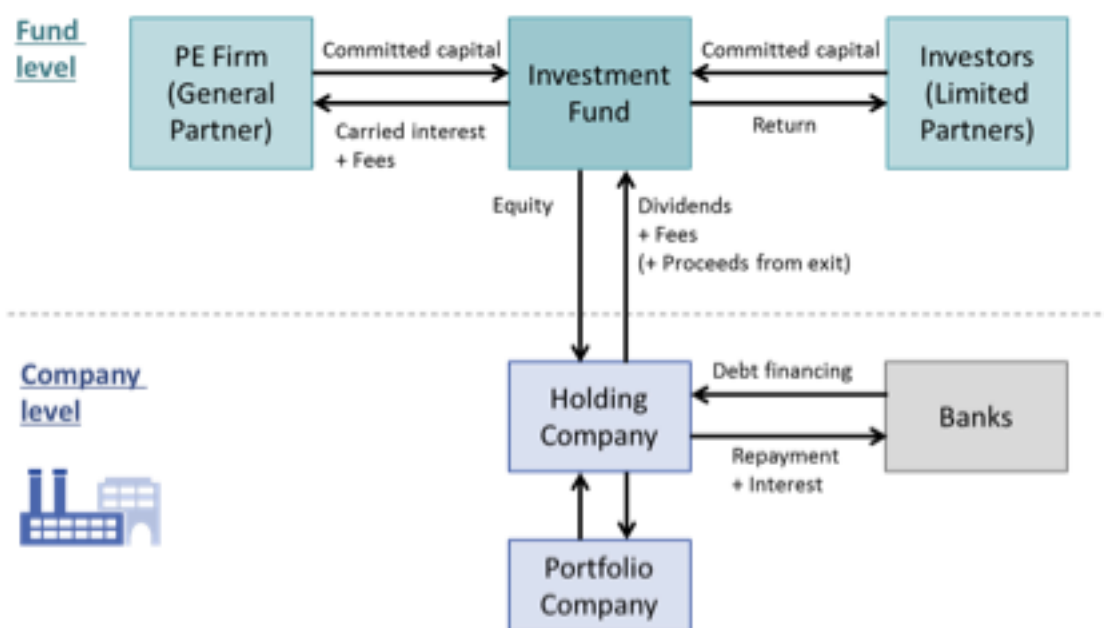 Fund
level
PE Firm
(General
Partner)
Committed capital
Carried interest
+ Fees
Investment
Fund
Committed capital
Return
Investors
(Limited
Partners)
Equity
Dividends
+ Fees
(+ Proceeds from exit)
Company
level
Holding
Company
Debt financing
Repayment
+ Interest
Banks
Portfolio
Company